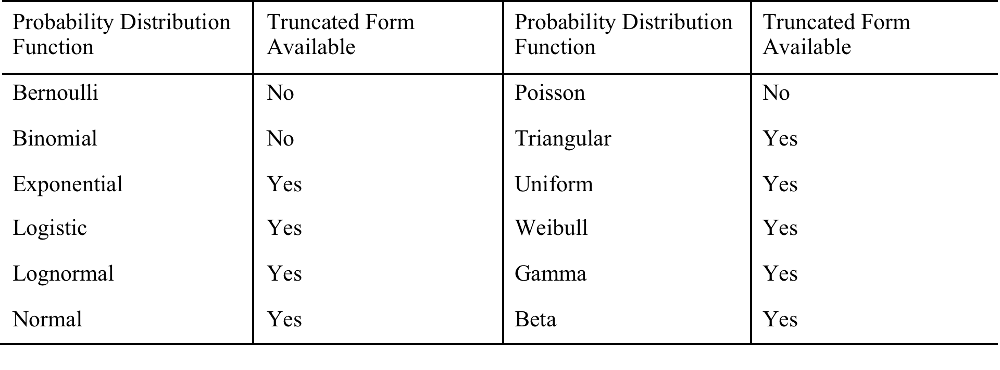 Probability Distribution Function | Truncated Form Available | Probability Distribution Function | Truncated Form Available
Bernoulli | No | Poisson | No
Binomial | No | Triangular | Yes
Exponential | Yes | Uniform | Yes
Logistic | Yes | Weibull | Yes
Lognormal | Yes | Gamma | Yes
Normal | Yes | Beta | Yes